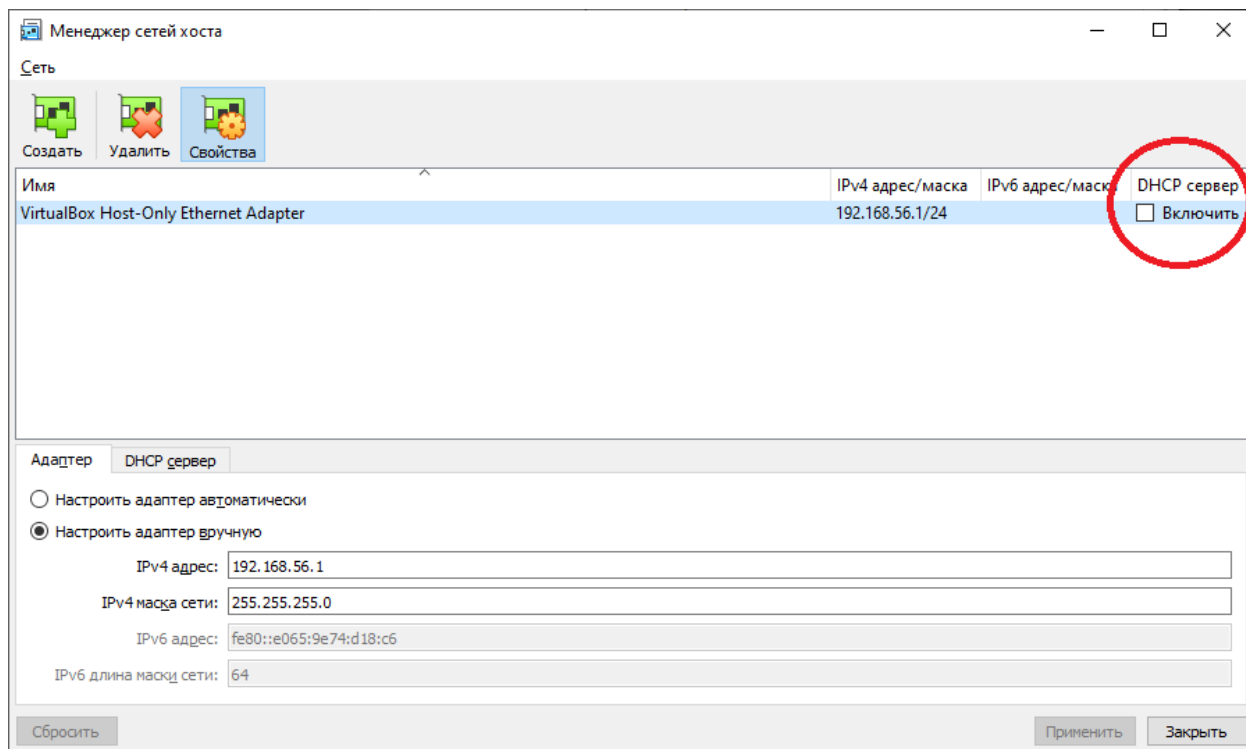 Менеджер сетей хоста
Сеть
Создать Удалить Свойства
Имя IPv4 адрес/маска IPv6 адрес/маска DHCP сервер
VirtualBox Host-Only Ethernet Adapter 192.168.56.1/24 Включить
Адаптер DHCP сервер
Настроить адаптер автоматически
Настроить адаптер вручную
IPv4 адрес: 192.168.56.1
IPv4 маска сети: 255.255.255.0
IPv6 адрес: fe80::e065:9e74:d18:c6
IPv6 длина маски сети: 64
Сбросить Применить Закрыть